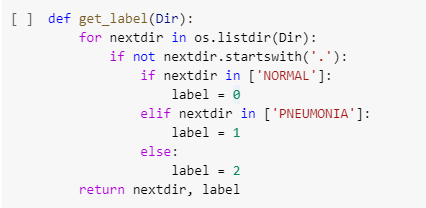 [ ] def get_label(Dir):
        for nextdir in os.listdir(Dir):
            if not nextdir.startswith('.'):
                if nextdir in ['NORMAL']:
                    label = 0
                elif nextdir in ['PNEUMONIA']:
                    label = 1
                else:
                    label = 2
        return nextdir, label